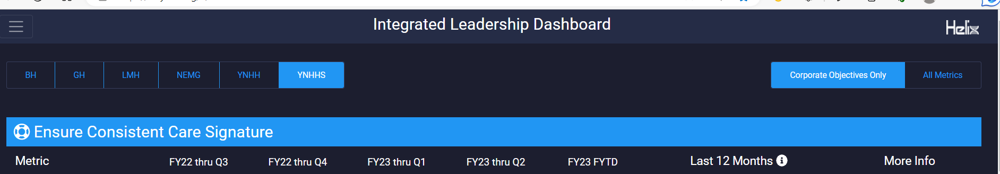 Integrated Leadership Dashboard
Helix
BH GH LMH NEMG YNHH YNHHS
Corporate Objectives Only All Metrics
Ensure Consistent Care Signature
Metric FY22 thru Q3 FY22 thru Q4 FY23 thru Q1 FY23 thru Q2 FY23 FYTD Last 12 Months More Info